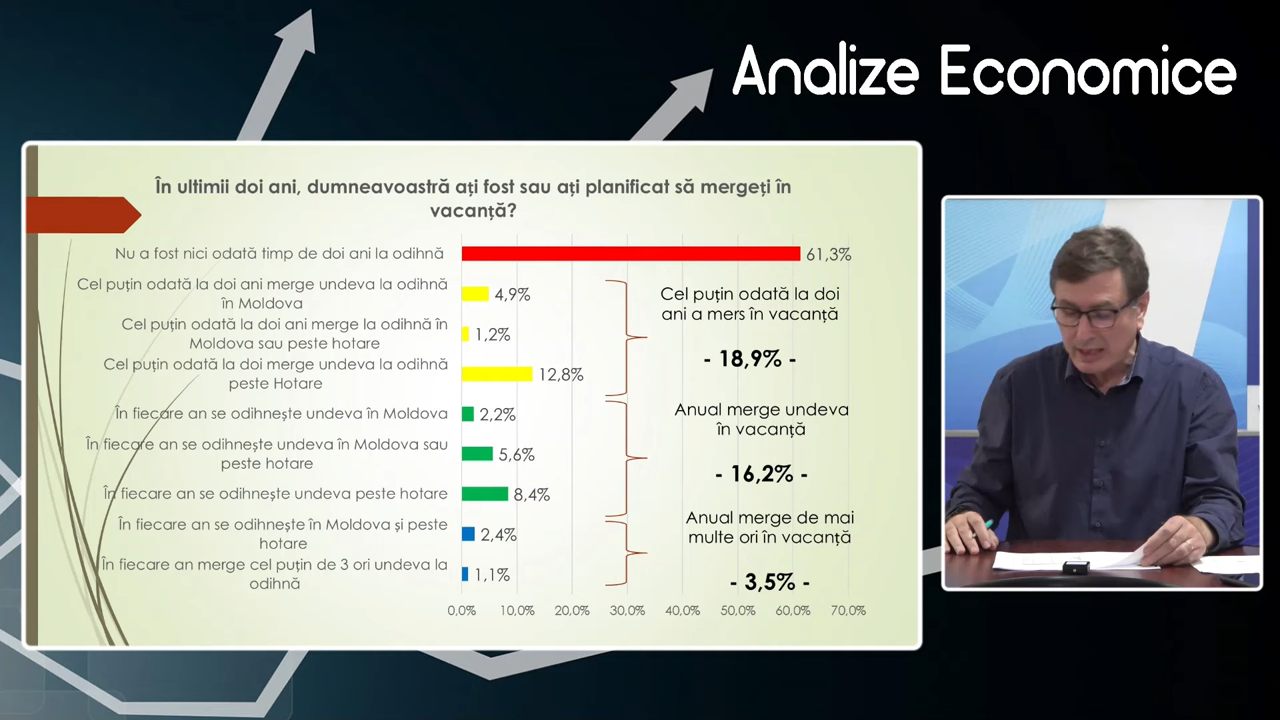 Analize Economice
În ultimii doi ani, dumneavoastră ați fost sau ați planificat să mergeți în
vacanță?
Nu a fost nici odată timp de doi ani la odihnă
61,3%
Cel puțin odată la doi ani merge undeva la odihnă
în Moldova
4,9%
Cel puțin odată la doi ani merge la odihnă în
Moldova sau peste hotare
1,2%
Cel puțin odată la doi merge undeva la odihnă
peste Hotare
12,8%
În fiecare an se odihnește undeva în Moldova
2,2%
În fiecare an se odihnește undeva în Moldova sau
peste hotare
5,6%
În fiecare an se odihnește undeva peste hotare
8,4%
În fiecare an se odihnește în Moldova și peste
hotare
2,4%
În fiecare an merge cel puțin de 3 ori undeva la
odihnă
1,1%
Cel puțin odată la doi
ani a mers în vacanță
- 18,9% -
Anual merge undeva
în vacanță
- 16,2% -
Anual merge de mai
multe ori în vacanță
- 3,5% -
0,0% 10,0% 20,0% 30,0% 40,0% 50,0% 60,0% 70,0%